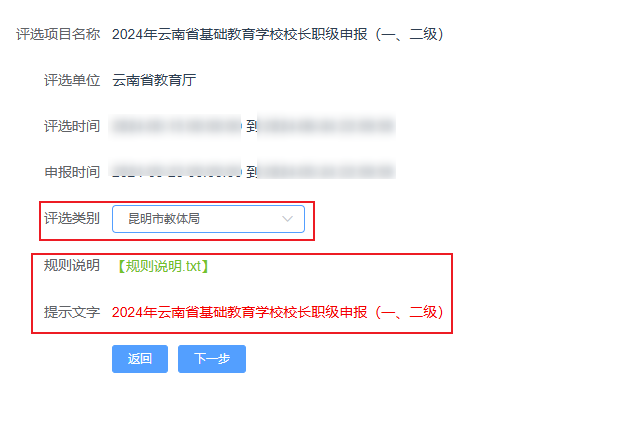 评选项目名称 2024年云南省基础教育学校校长职级申报（一、二级）
评选单位 云南省教育厅
评选时间 到
申报时间 到
评选类别 昆明市教体局
规则说明 【规则说明.txt】
提示文字 2024年云南省基础教育学校校长职级申报（一、二级）
返回 下一步